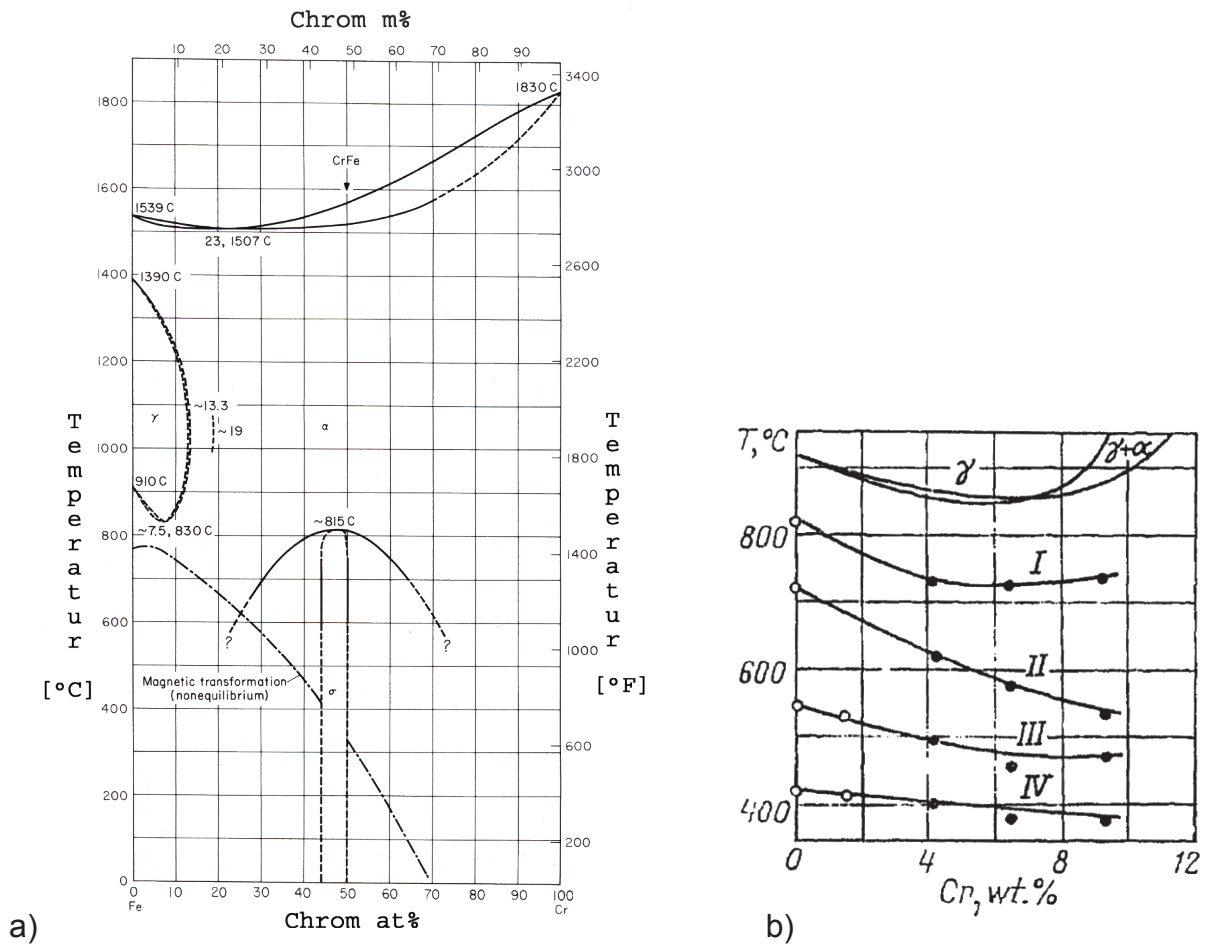 Chrom m%
10 20 30 40 50 60 70 80 90
1830 C
3400
1800
CrFe
3000
1600
1539 C
23, 1507 C
2600
1400
1390 C
1200
2200
~13.3
γ
~19
α
1000
1800
Temperatur
[°C]
Temperatur
[°F]
910 C
~7.5, 830 C
~815 C
800
1400
600
?
?
1000
Magnetic transformation
(nonequilibrium)
σ
400
600
200
200
0
0 10 20 30 40 50 60 70 80 90 100
Fe
Cr
Chrom at%
a)
T,°C
γ
γ+α
800
I
600
II
III
IV
400
0 4 8 12
Cr, wt.%
b)